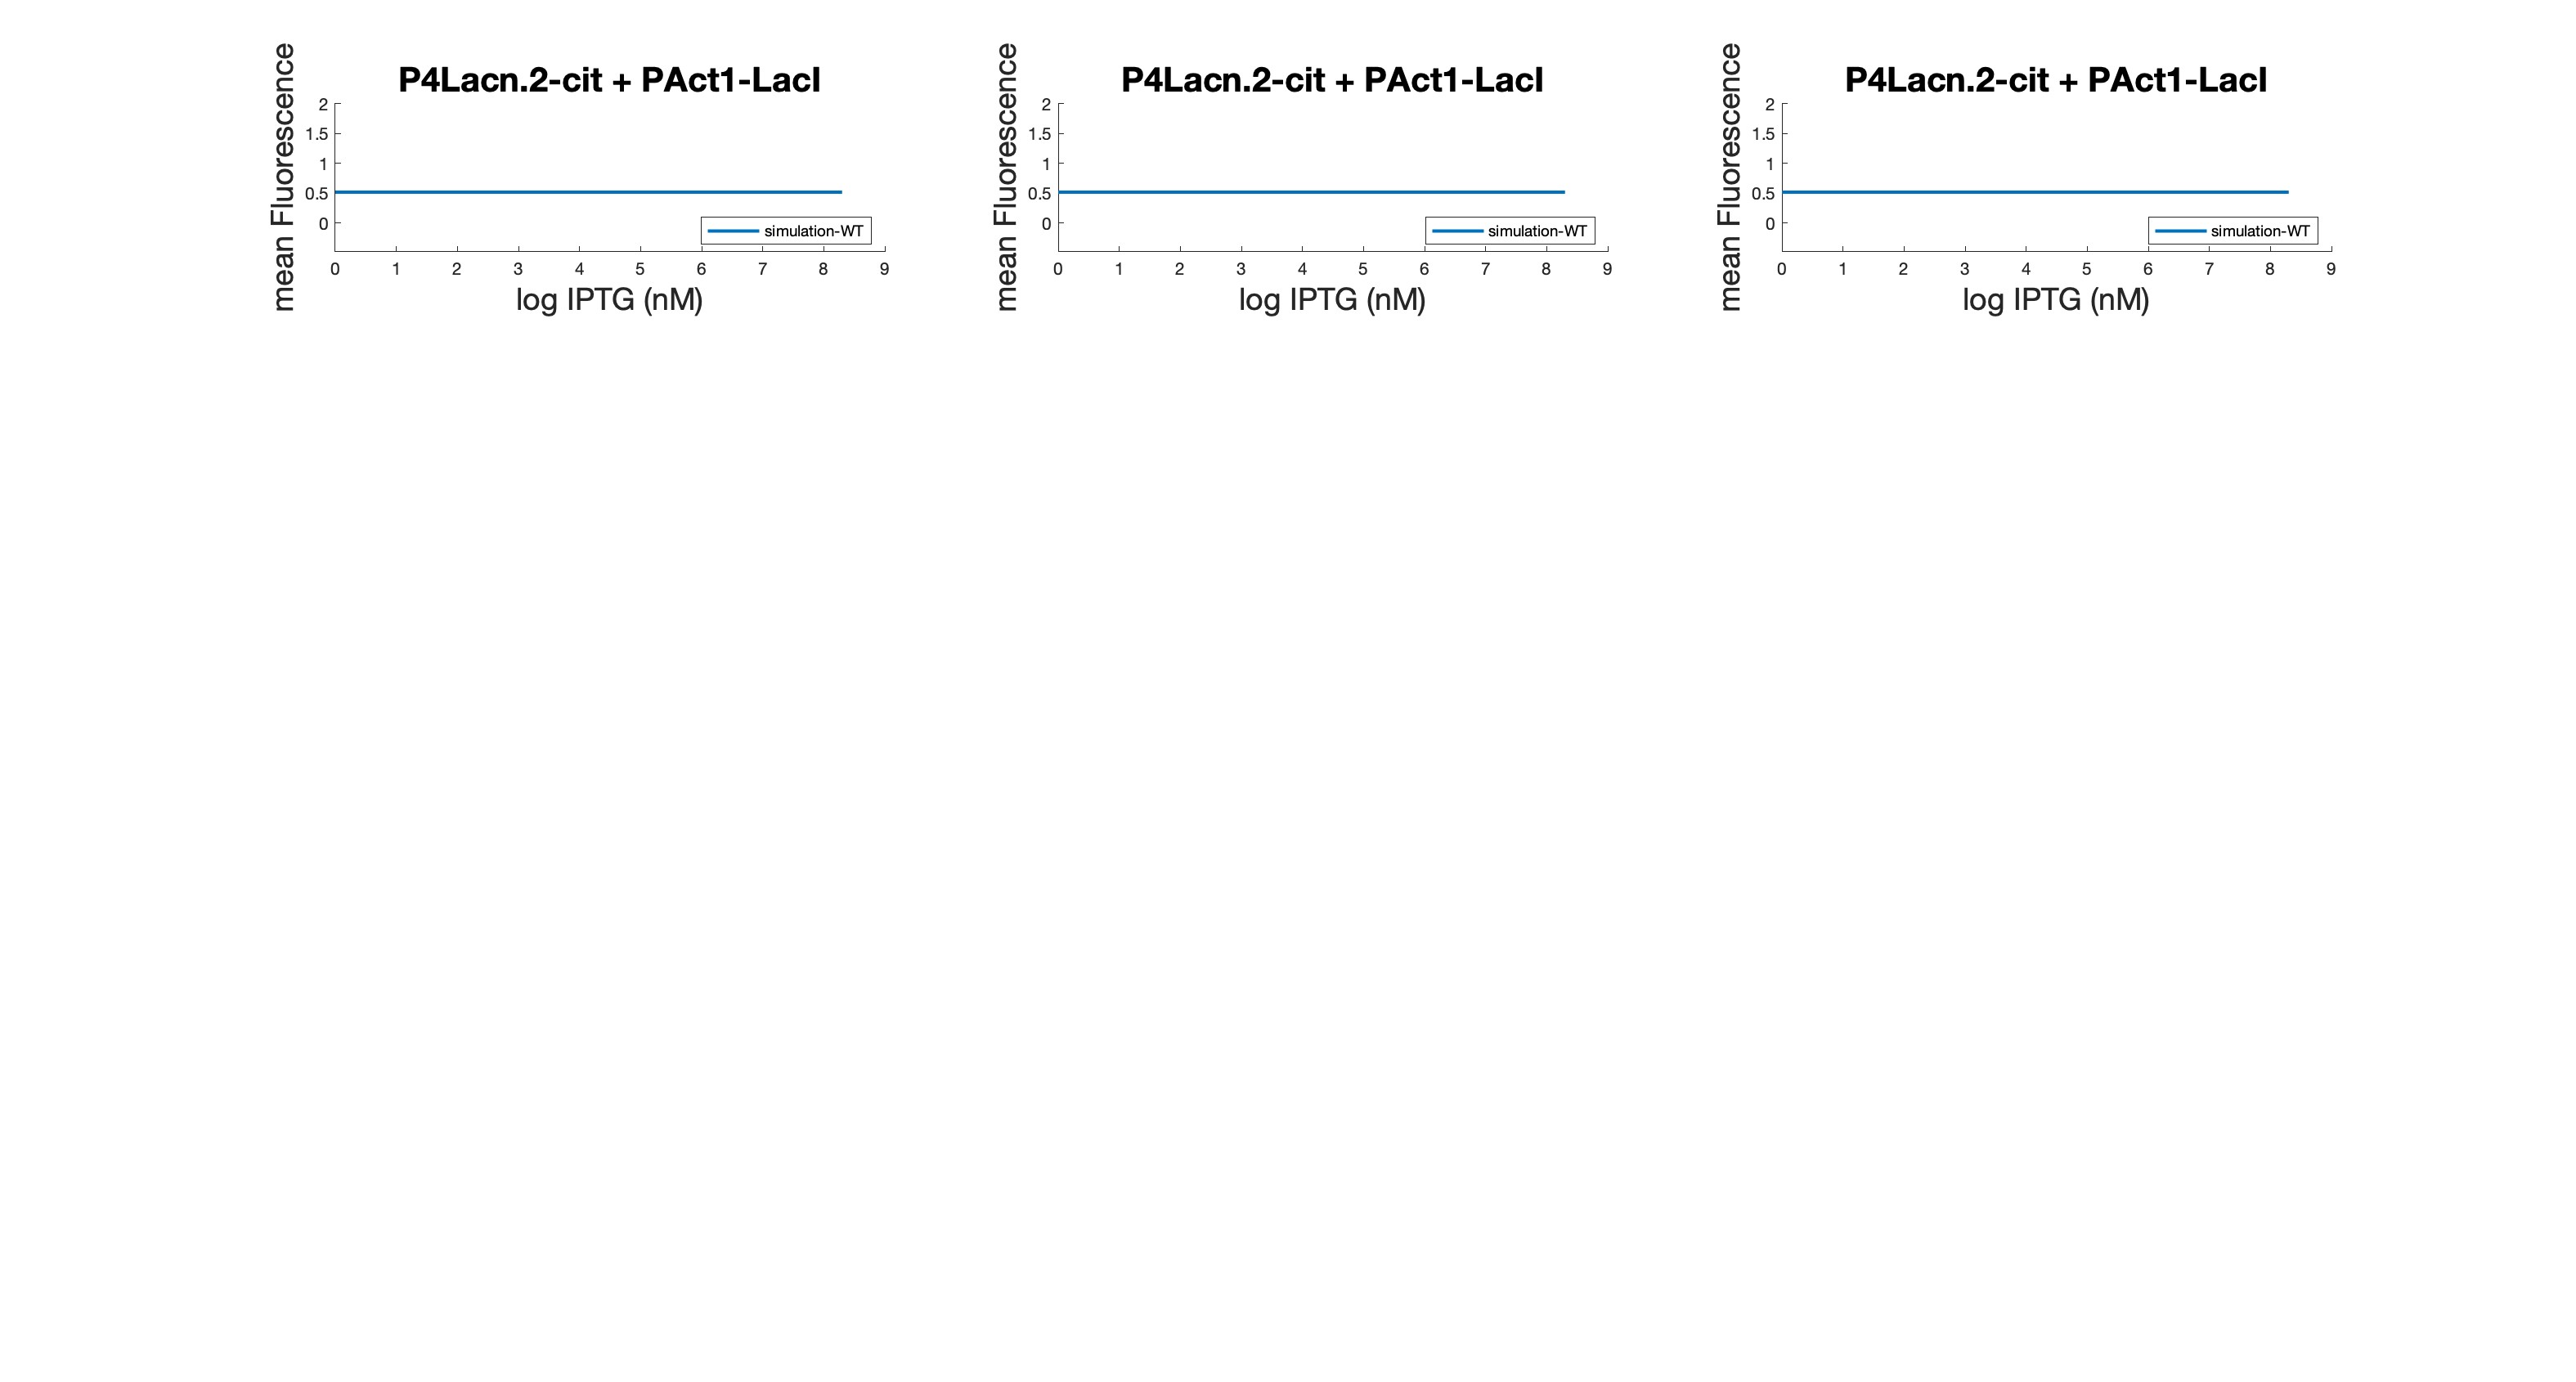 P4Lacn.2-cit + PAct1-LacI
mean Fluorescence
2
1.5
1
0.5
0
simulation-WT
0 1 2 3 4 5 6 7 8 9
log IPTG (nM)
P4Lacn.2-cit + PAct1-LacI
mean Fluorescence
2
1.5
1
0.5
0
simulation-WT
0 1 2 3 4 5 6 7 8 9
log IPTG (nM)
P4Lacn.2-cit + PAct1-LacI
mean Fluorescence
2
1.5
1
0.5
0
simulation-WT
0 1 2 3 4 5 6 7 8 9
log IPTG (nM)